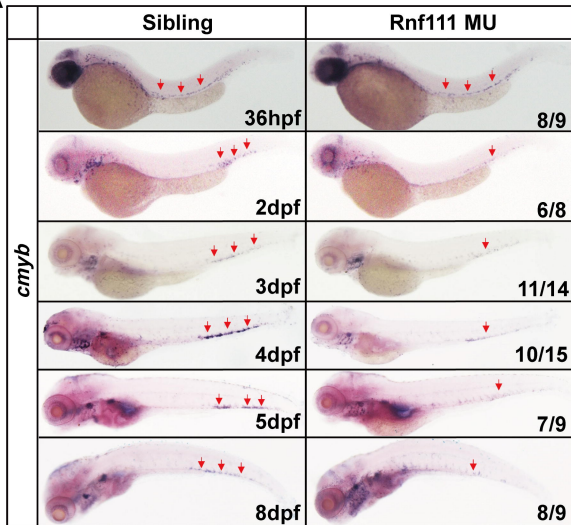 Sibling Rnf111 MU
cmyb
36hpf 8/9
2dpf 6/8
3dpf 11/14
4dpf 10/15
5dpf 7/9
8dpf 8/9